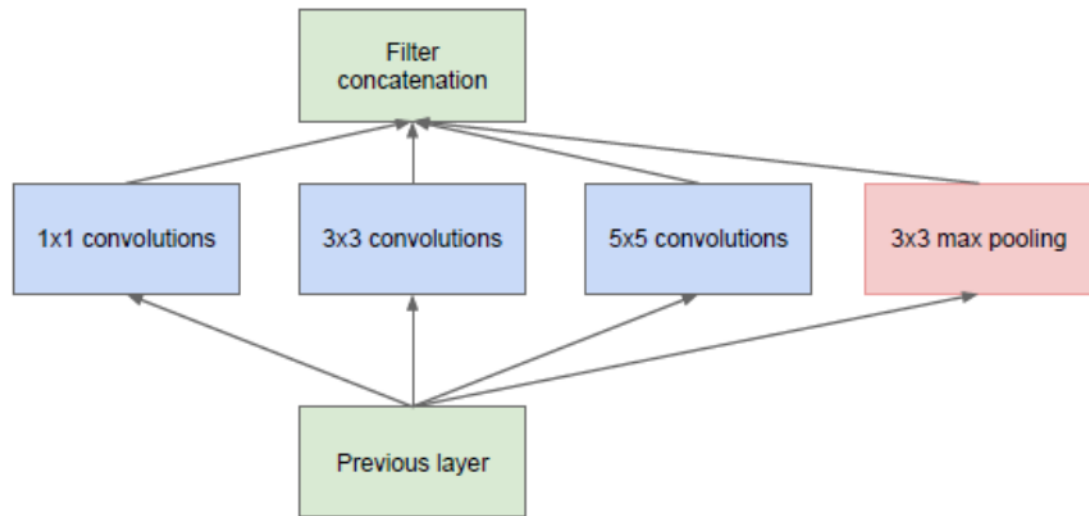 Filter
concatenation
1x1 convolutions
3x3 convolutions
5x5 convolutions
3x3 max pooling
Previous layer